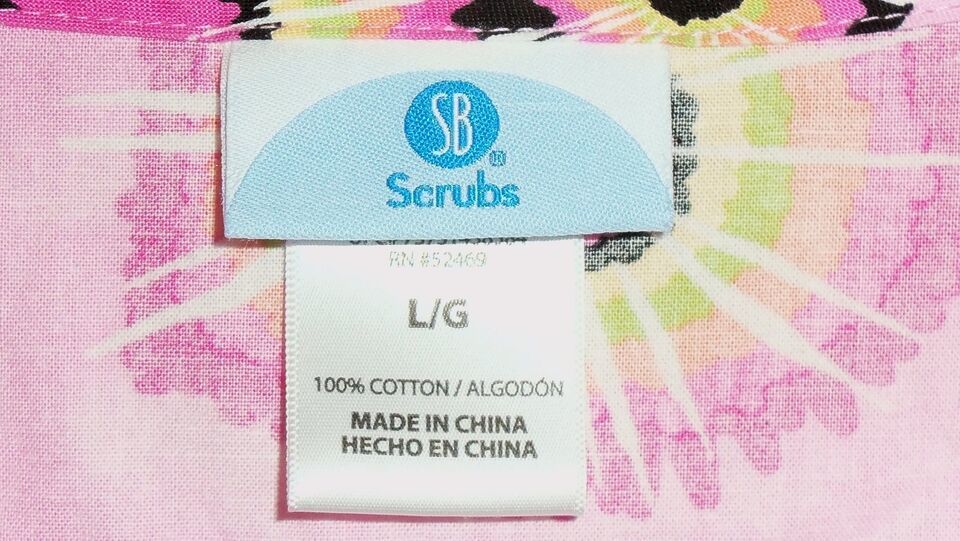 SB
®
Scrubs
RN #52469
L/G
100% COTTON / ALGODÓN
MADE IN CHINA
HECHO EN CHINA